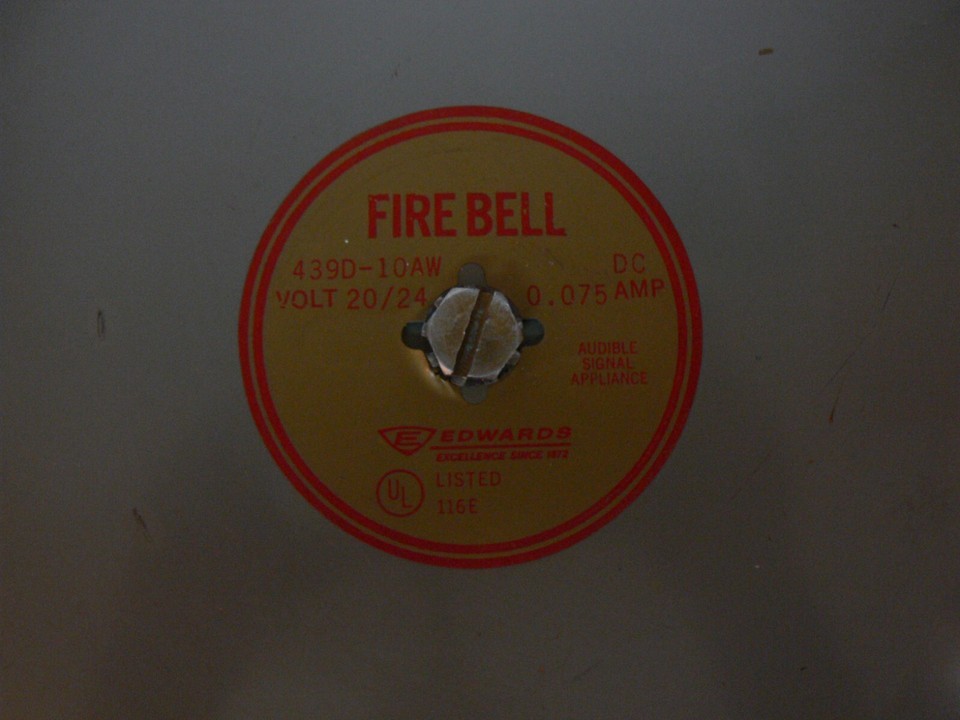 FIRE BELL
439D-10AW DC
VOLT 20/24 0.075 AMP
AUDIBLE
SIGNAL
APPLIANCE
E EDWARDS
EXCELLENCE SINCE 1872
UL LISTED
116E